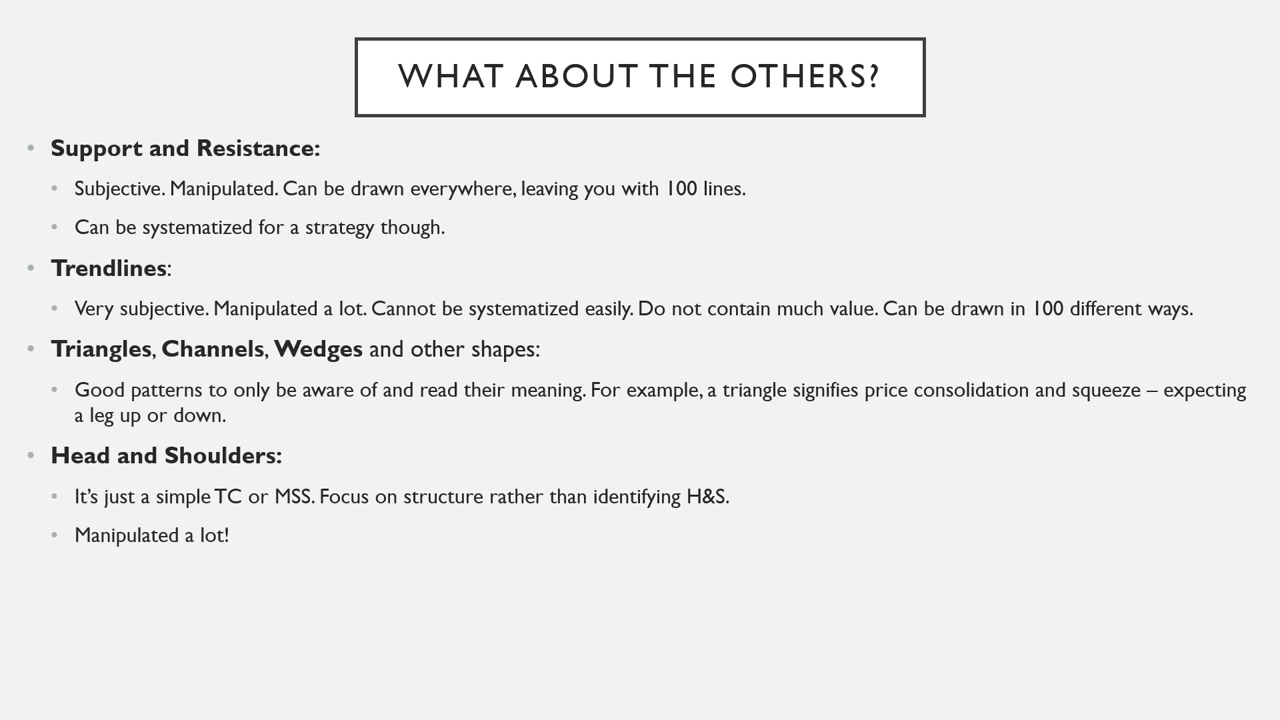 WHAT ABOUT THE OTHERS?
• Support and Resistance:
• Subjective. Manipulated. Can be drawn everywhere, leaving you with 100 lines.
• Can be systematized for a strategy though.
• Trendlines:
• Very subjective. Manipulated a lot. Cannot be systematized easily. Do not contain much value. Can be drawn in 100 different ways.
• Triangles, Channels, Wedges and other shapes:
• Good patterns to only be aware of and read their meaning. For example, a triangle signifies price consolidation and squeeze – expecting
a leg up or down.
• Head and Shoulders:
• It’s just a simple TC or MSS. Focus on structure rather than identifying H&S.
• Manipulated a lot!